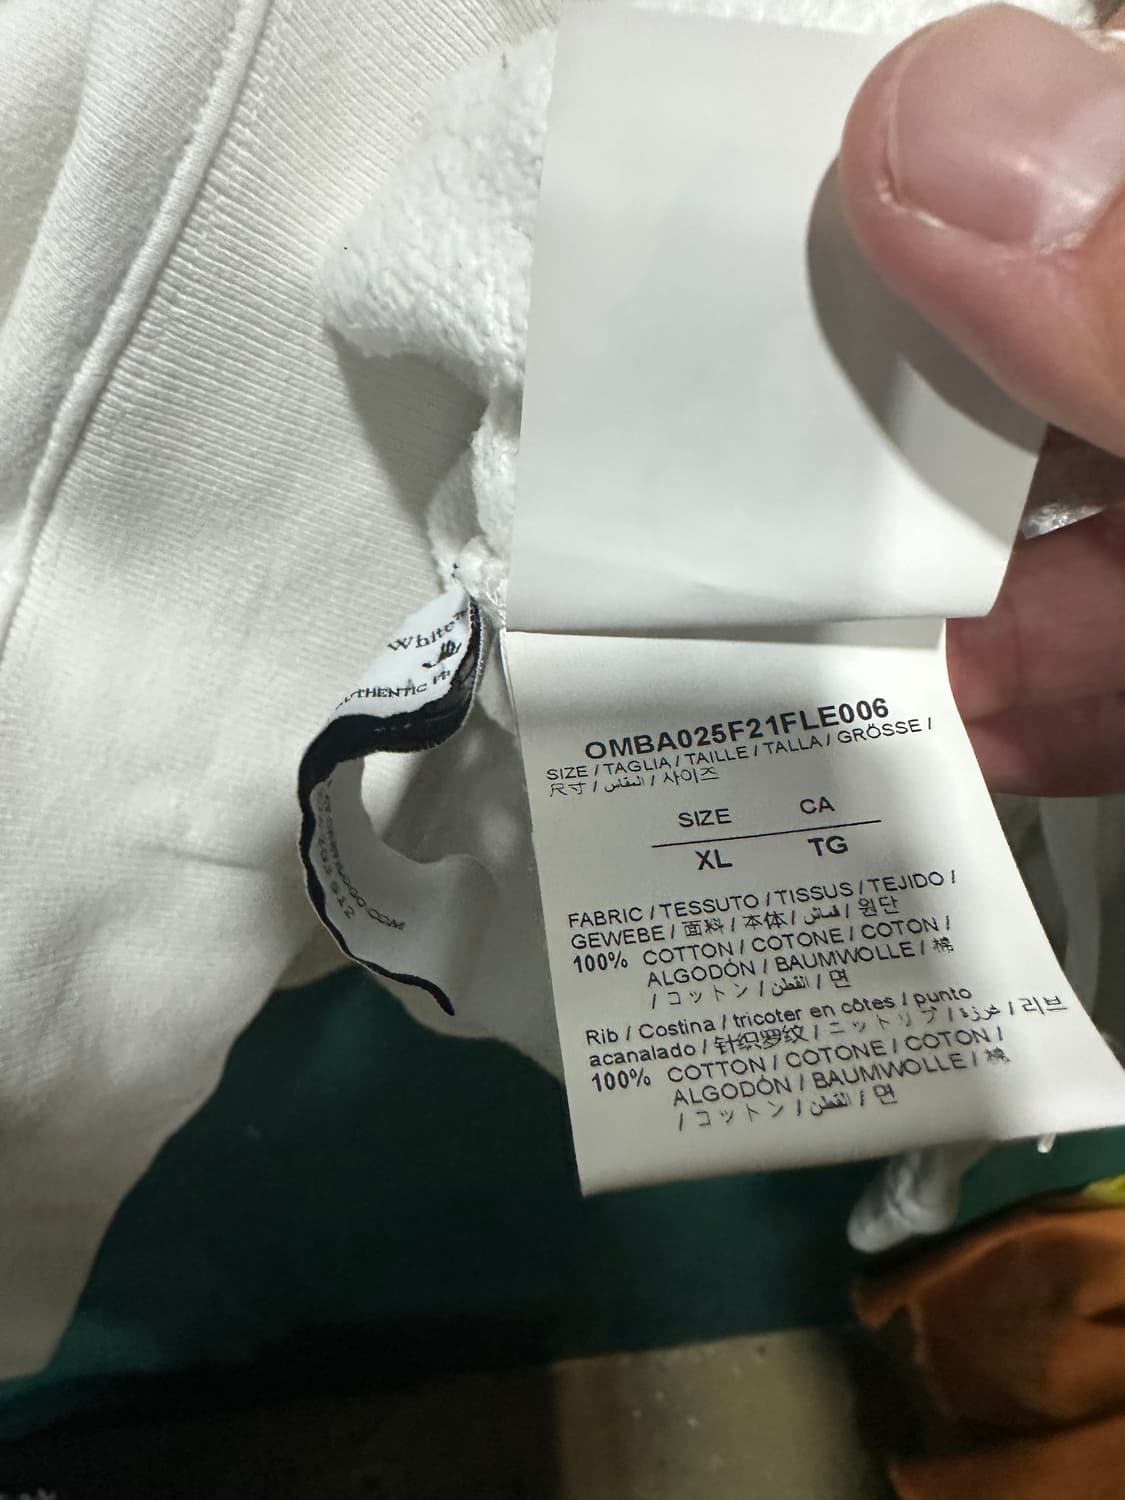 White™
AUTHENTIC
OMBA025F21FLE006
SIZE / TAGLIA / TAILLE / TALLA / GRÖSSE /
尺寸 / المقاس / 사이즈
SIZE CA
XL TG
FABRIC / TESSUTO / TISSUS / TEJIDO /
GEWEBE / 面料 / 本体 / قماش / 원단
100% COTTON / COTONE / COTON /
ALGODÓN / BAUMWOLLE / 棉
/ コットン / القطن / 면
Rib / Costina / tricoter en côtes / punto
acanalado / 针织罗纹 / ニットリブ / غرزة / 리브
100% COTTON / COTONE / COTON /
ALGODÓN / BAUMWOLLE / 棉
/ コットン / القطن / 면